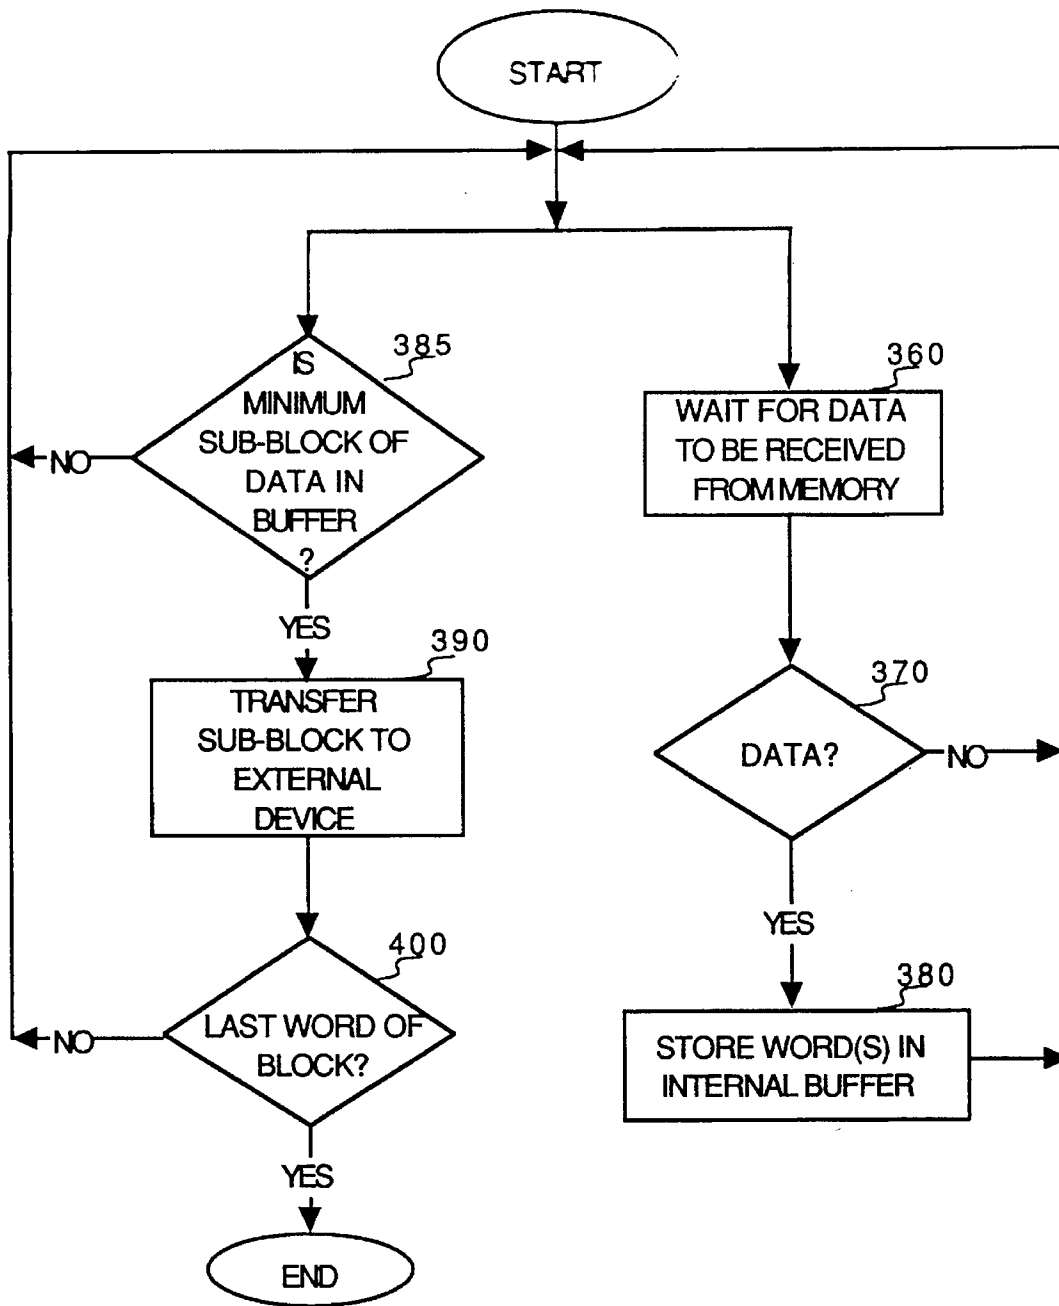 START
385
IS
MINIMUM
SUB-BLOCK OF
DATA IN
BUFFER
?
NO
YES
390
TRANSFER
SUB-BLOCK TO
EXTERNAL
DEVICE
400
LAST WORD OF
BLOCK?
NO
YES
END
360
WAIT FOR DATA
TO BE RECEIVED
FROM MEMORY
370
DATA?
NO
YES
380
STORE WORD(S) IN
INTERNAL BUFFER